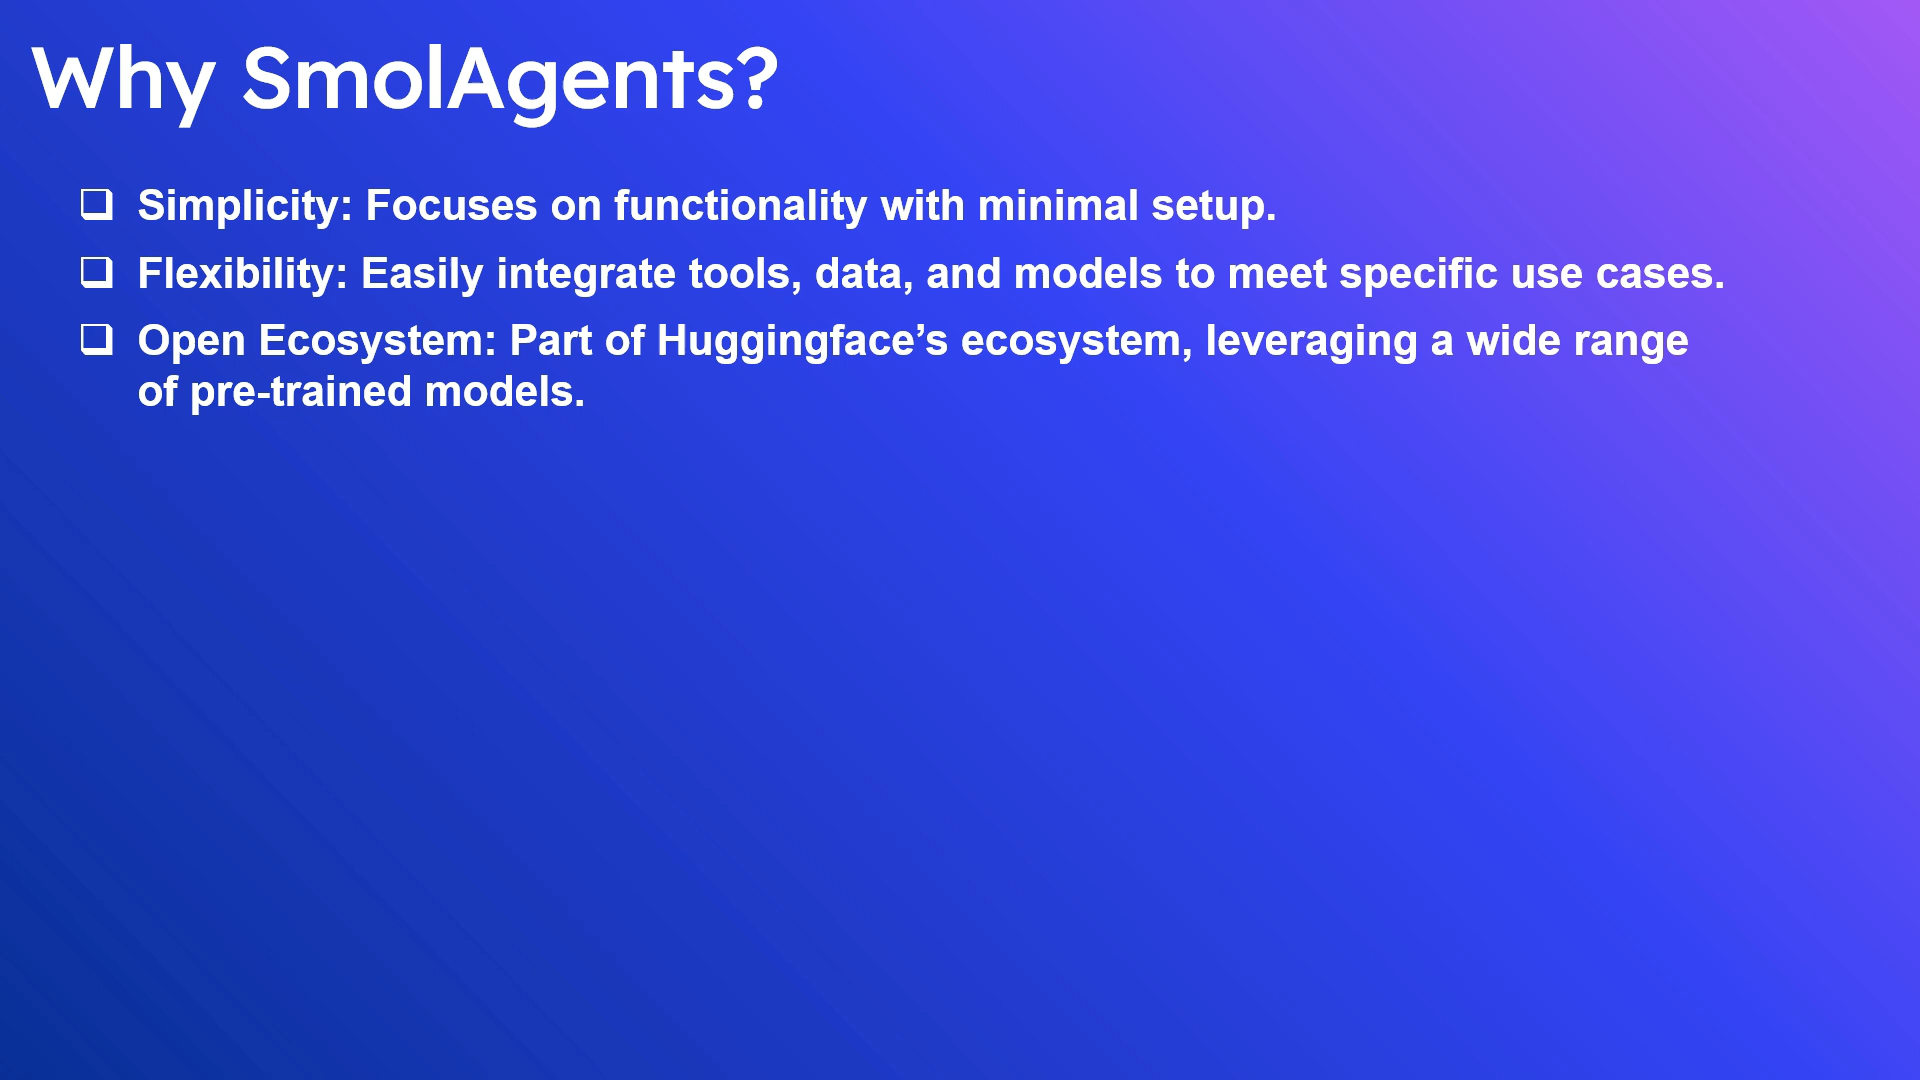 Why SmolAgents?
❑ Simplicity: Focuses on functionality with minimal setup.
❑ Flexibility: Easily integrate tools, data, and models to meet specific use cases.
❑ Open Ecosystem: Part of Huggingface’s ecosystem, leveraging a wide range
of pre-trained models.